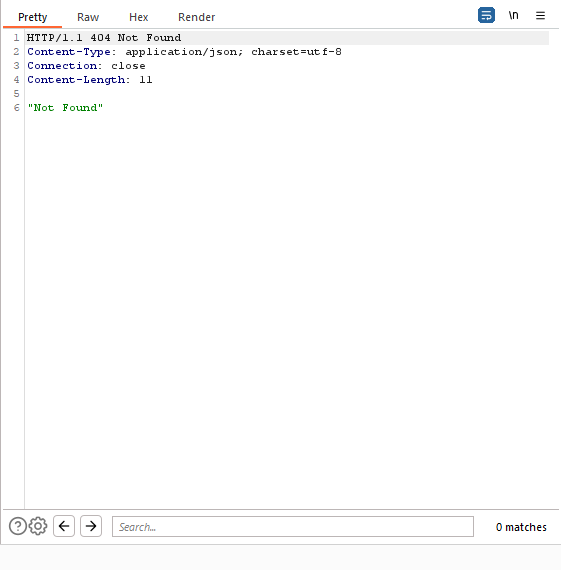 Pretty Raw Hex Render \n
1 HTTP/1.1 404 Not Found
2 Content-Type: application/json; charset=utf-8
3 Connection: close
4 Content-Length: 11
5
6 "Not Found"
? Search... 0 matches